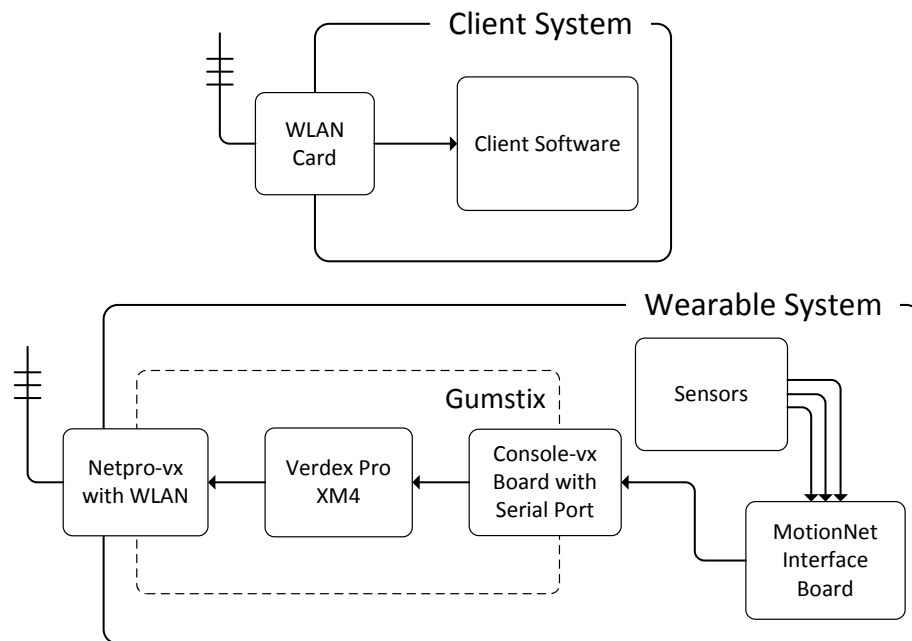 Client System
WLAN
Card
Client Software
Wearable System
Sensors
Gumstix
Netpro-vx
with WLAN
Verdex Pro
XM4
Console-vx
Board with
Serial Port
MotionNet
Interface
Board